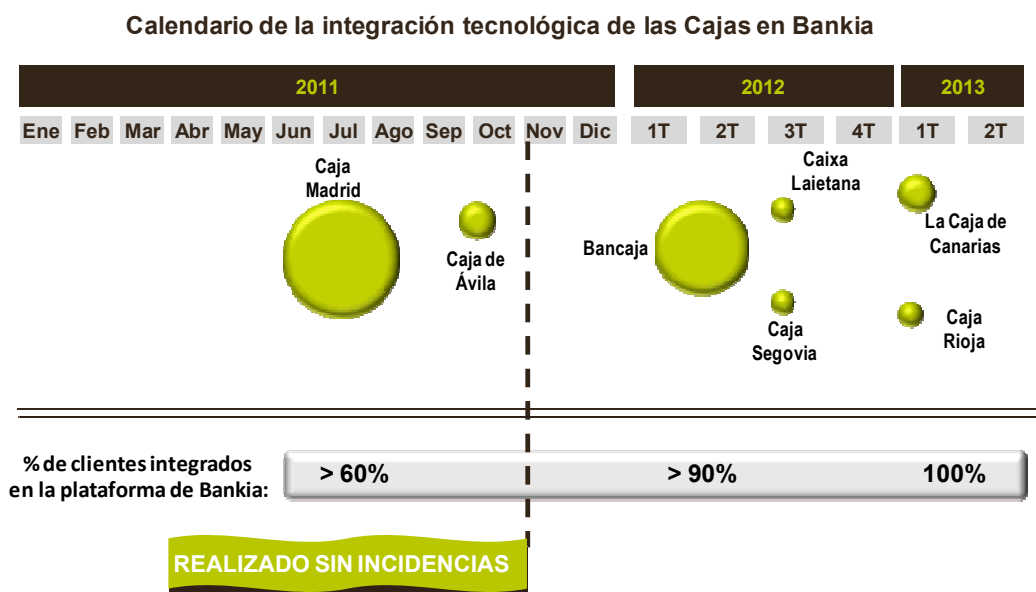 Calendario de la integración tecnológica de las Cajas en Bankia
2011 2012 2013
Ene Feb Mar Abr May Jun Jul Ago Sep Oct Nov Dic 1T 2T 3T 4T 1T 2T
Caja
Madrid
Caja de
Ávila
Bancaja
Caixa
Laietana
Caja
Segovia
La Caja de
Canarias
Caja
Rioja
% de clientes integrados
en la plataforma de Bankia:
> 60% > 90% 100%
REALIZADO SIN INCIDENCIAS